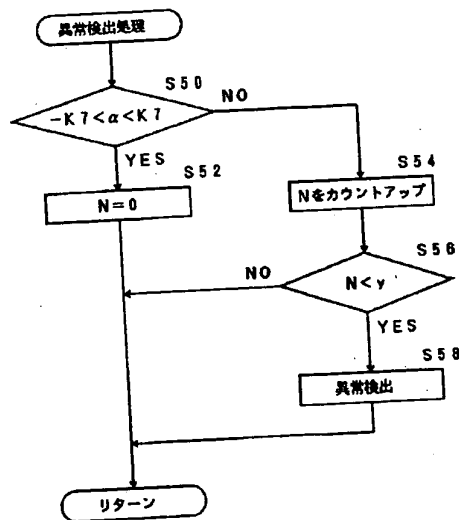 異常検出処理
S50
-K7<α<K7
NO
YES
S52
N=0
S54
Nをカウントアップ
S56
N<y
NO
YES
S58
異常検出
リターン